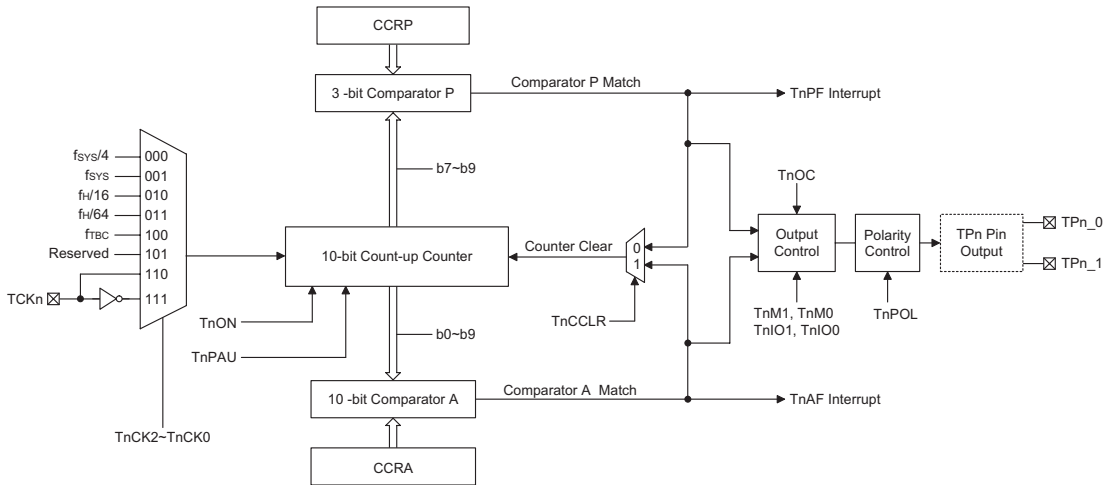 CCRP
3 -bit Comparator P
Comparator P Match
TnPF Interrupt
b7~b9
fSYS/4
000
fSYS
001
fH/16
010
fH/64
011
fTBC
100
Reserved
101
110
TCKn
111
TnCK2~TnCK0
10-bit Count-up Counter
TnON
TnPAU
Counter Clear
0
1
TnCCLR
TnOC
Output
Control
TnM1, TnM0
TnIO1, TnIO0
Polarity
Control
TnPOL
TPn Pin
Output
TPn_0
TPn_1
b0~b9
10 -bit Comparator A
Comparator A  Match
TnAF Interrupt
CCRA